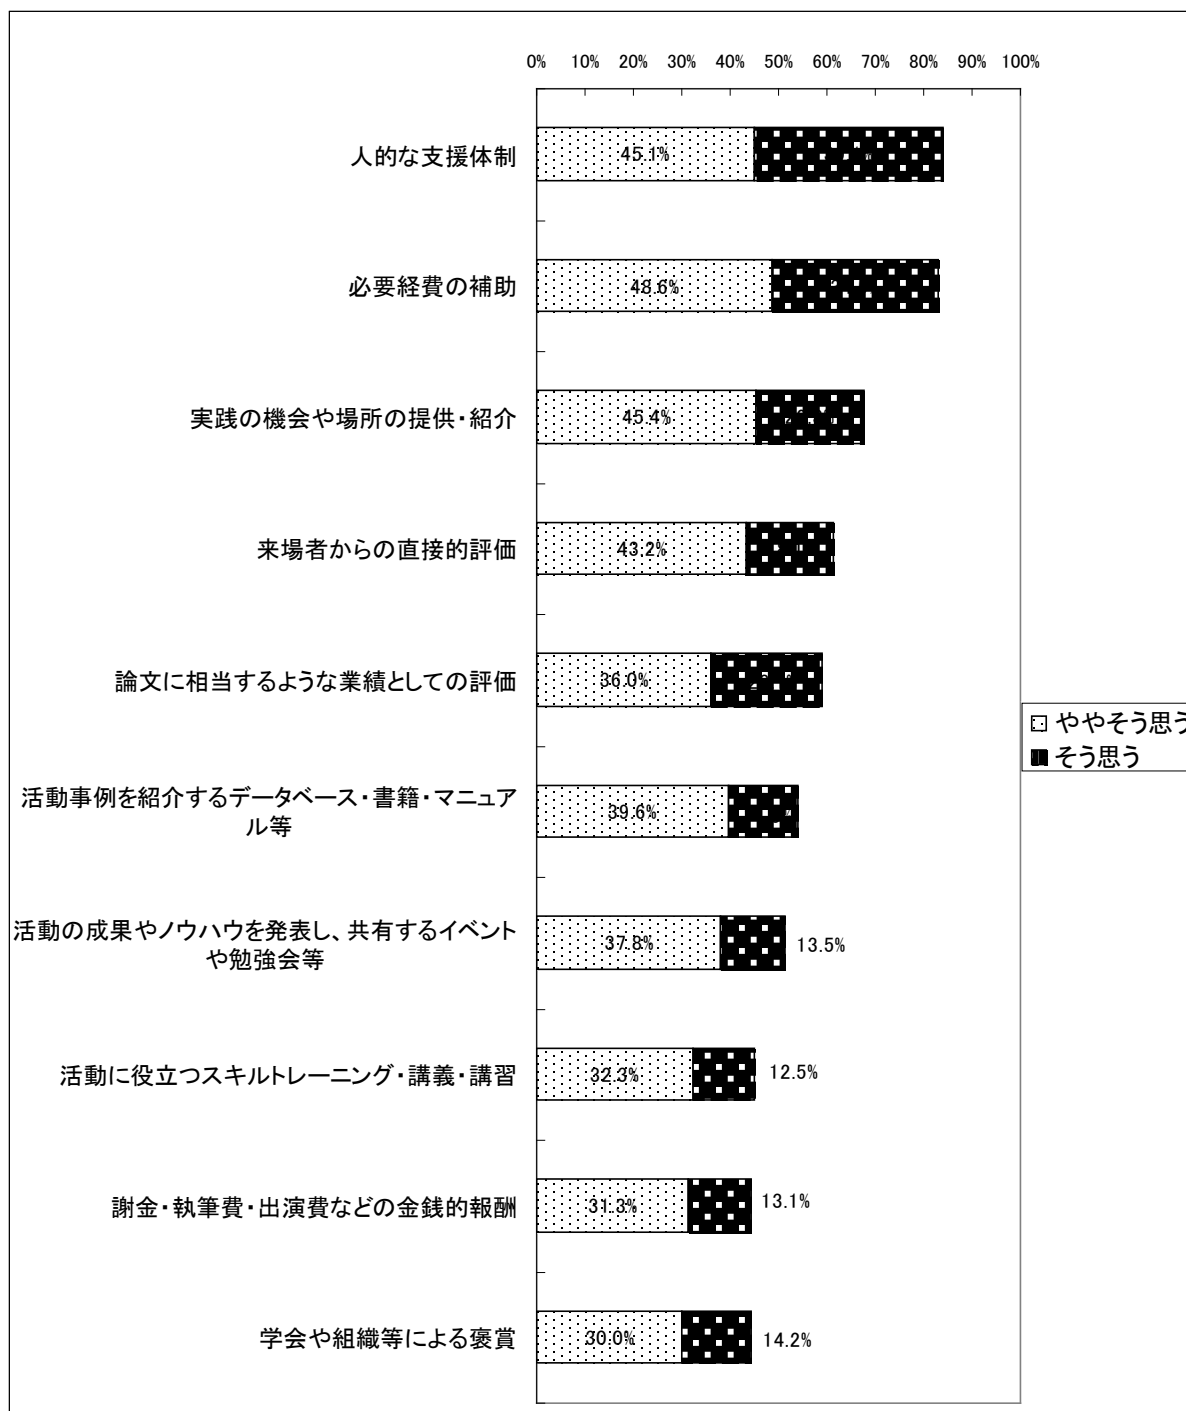 0% 10% 20% 30% 40% 50% 60% 70% 80% 90% 100%
人的な支援体制
45.1%
必要経費の補助
48.6%
実践の機会や場所の提供・紹介
45.4%
来場者からの直接的評価
43.2%
論文に相当するような業績としての評価
36.0%
活動事例を紹介するデータベース・書籍・マニュア
ル等
39.6%
活動の成果やノウハウを発表し、共有するイベント
や勉強会等
37.8%
13.5%
活動に役立つスキルトレーニング・講義・講習
32.3%
12.5%
謝金・執筆費・出演費などの金銭的報酬
31.3%
13.1%
学会や組織等による褒賞
30.0%
14.2%
ややそう思う
そう思う